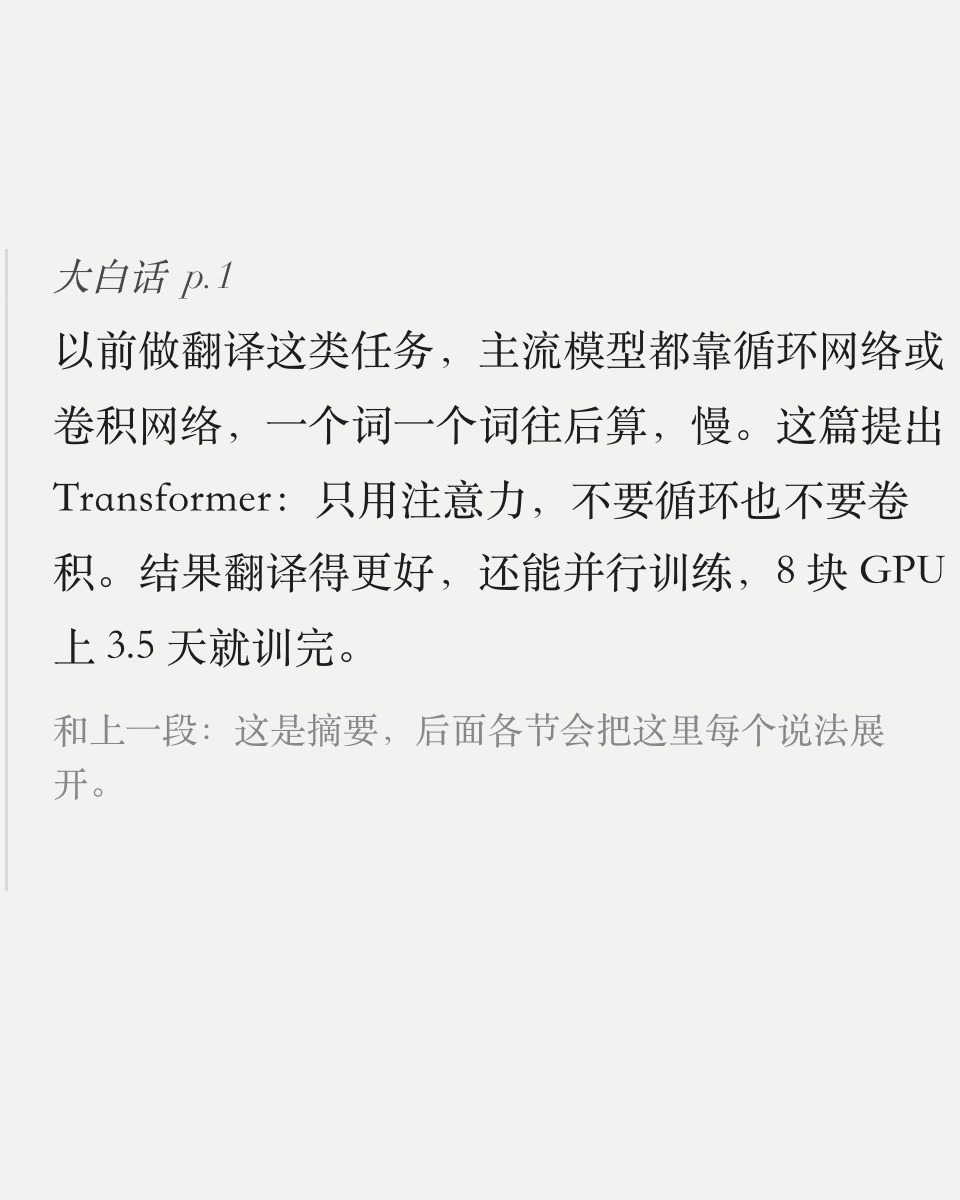 大白话 p.1
以前做翻译这类任务，主流模型都靠循环网络或
卷积网络，一个词一个词往后算，慢。这篇提出
Transformer：只用注意力，不要循环也不要卷
积。结果翻译得更好，还能并行训练，8 块 GPU
上 3.5 天就训完。
和上一段：这是摘要，后面各节会把这里每个说法展
开。